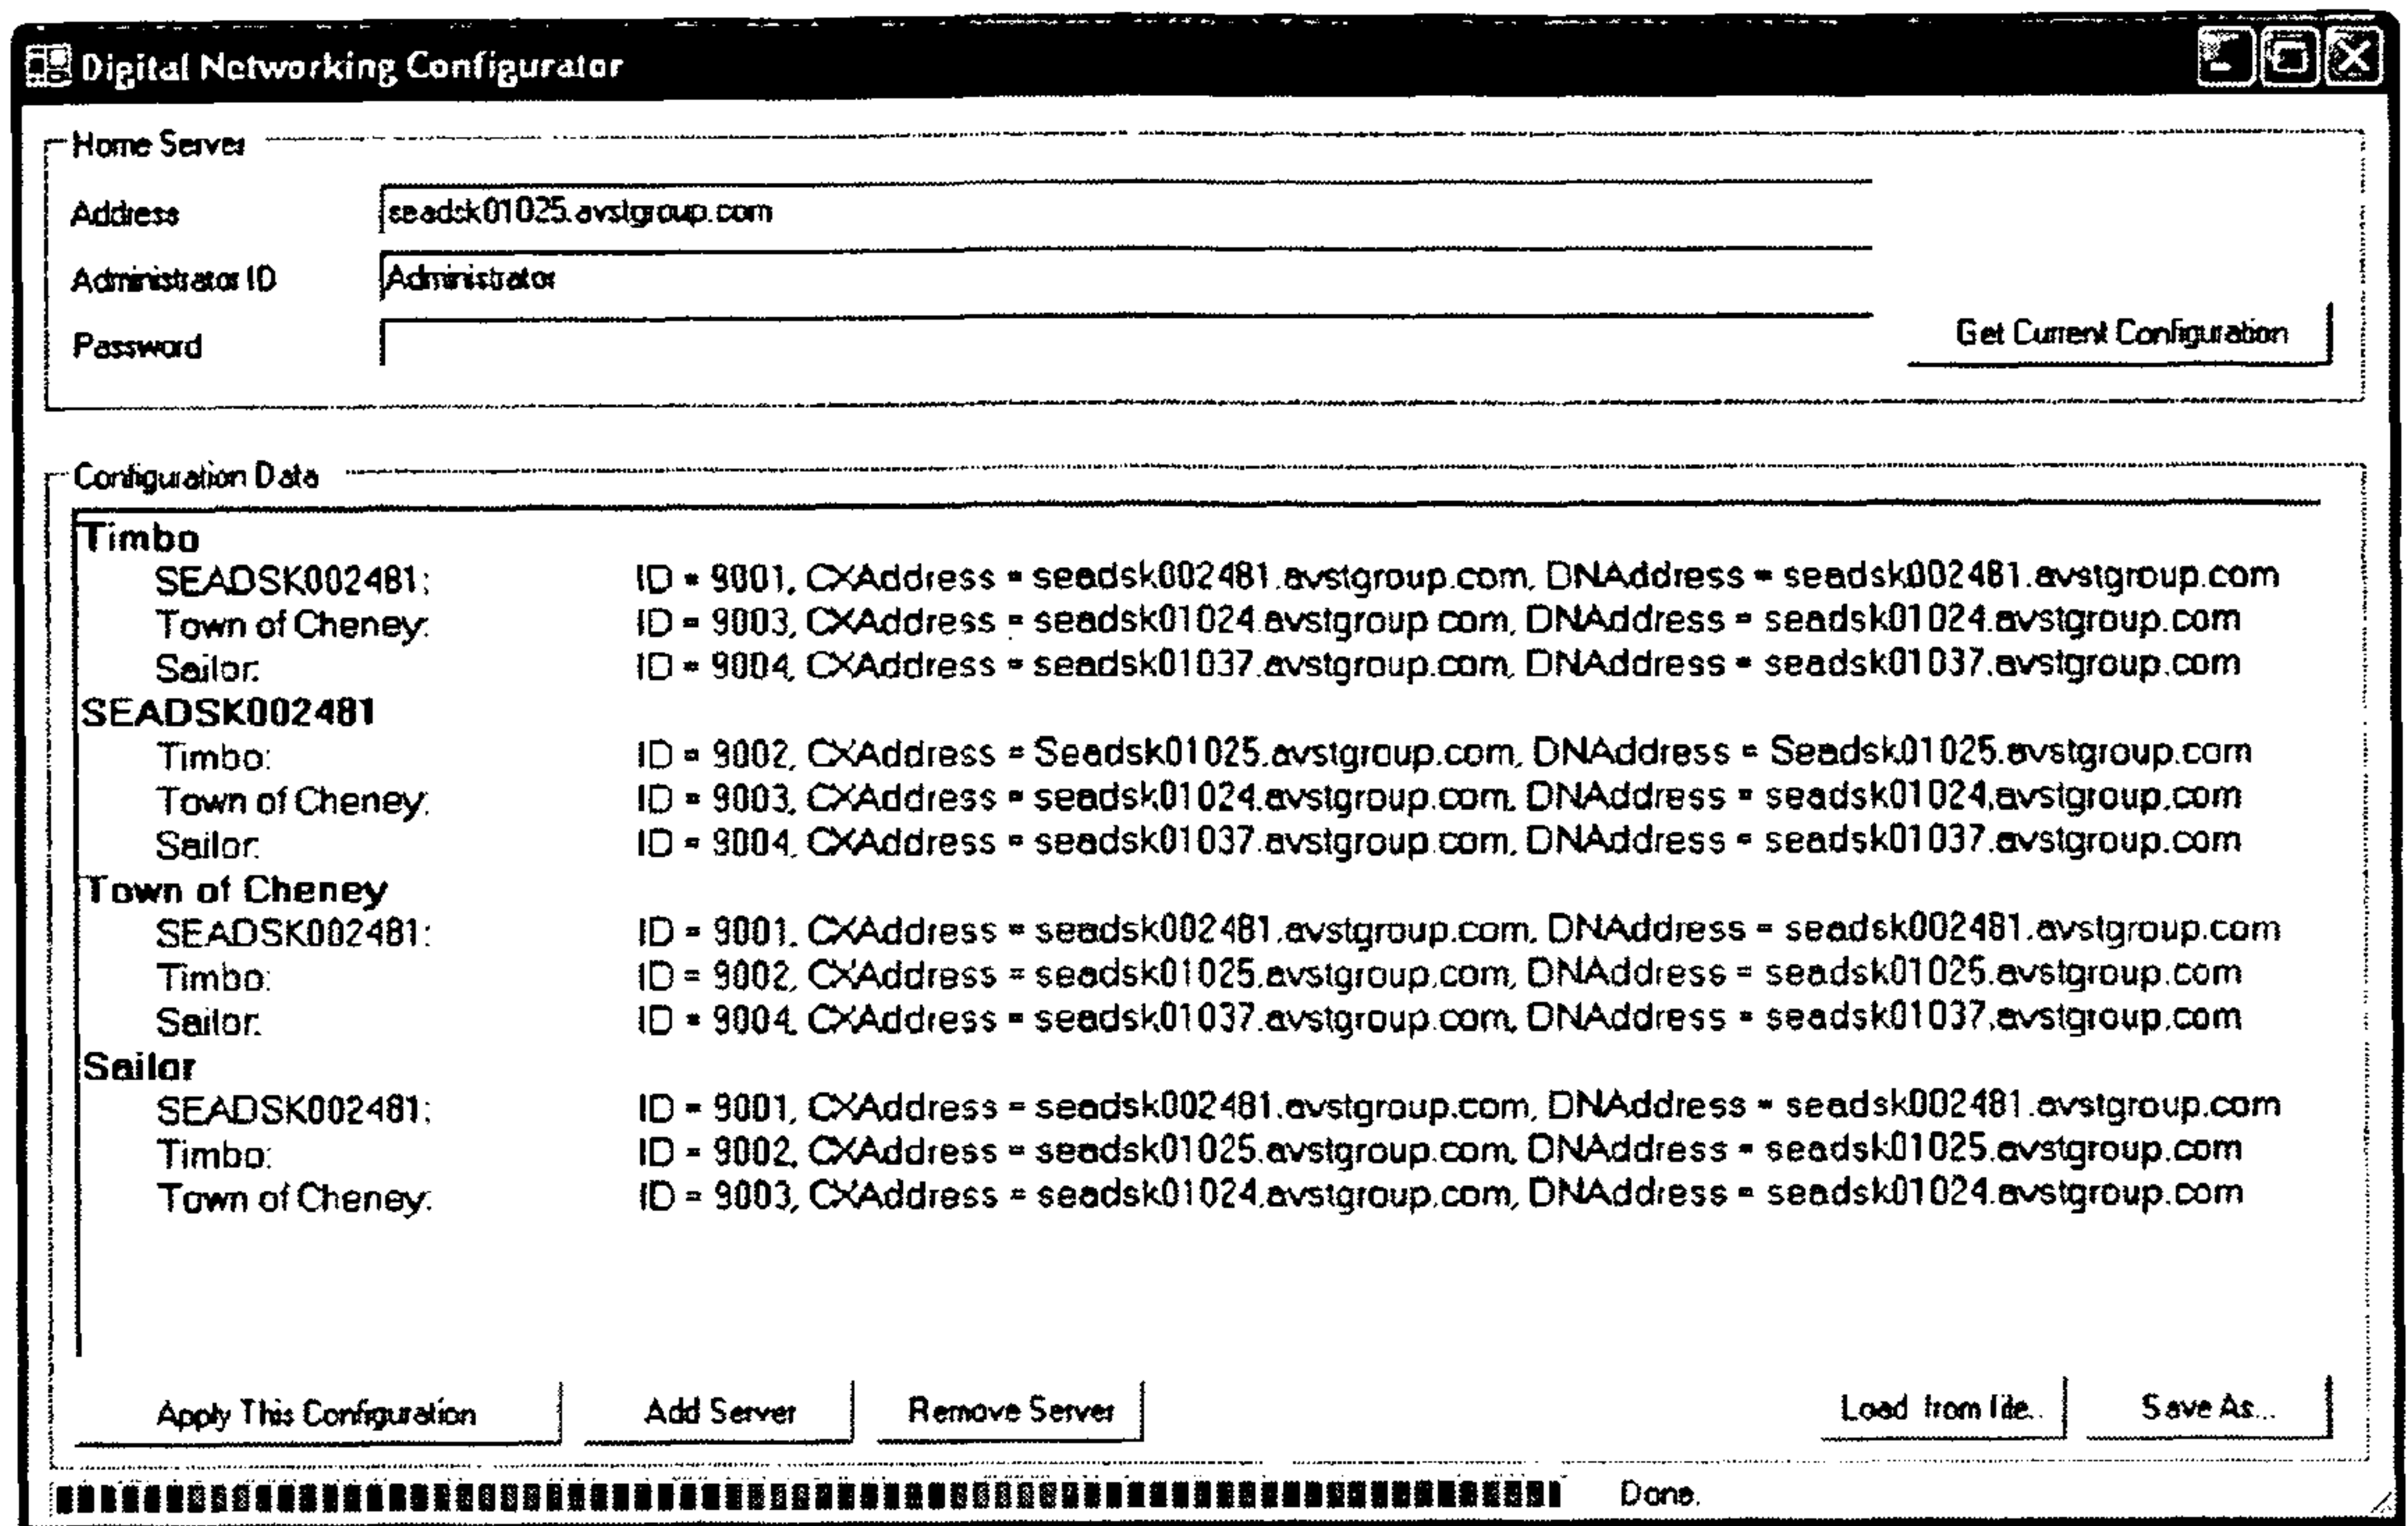 Digital Networking Configurator
Home Server
Address seadsk01025.avstgroup.com
Administrator ID Administrator
Password
Get Current Configuration
Configuration Data
Timbo
SEADSK002481: ID = 9001, CXAddress = seadsk002481.avstgroup.com, DNAddress = seadsk002481.avstgroup.com
Town of Cheney: ID = 9003, CXAddress = seadsk01024.avstgroup.com, DNAddress = seadsk01024.avstgroup.com
Sailor: ID = 9004, CXAddress = seadsk01037.avstgroup.com, DNAddress = seadsk01037.avstgroup.com
SEADSK002481
Timbo: ID = 9002, CXAddress = Seadsk01025.avstgroup.com, DNAddress = Seadsk01025.avstgroup.com
Town of Cheney: ID = 9003, CXAddress = seadsk01024.avstgroup.com, DNAddress = seadsk01024.avstgroup.com
Sailor: ID = 9004, CXAddress = seadsk01037.avstgroup.com, DNAddress = seadsk01037.avstgroup.com
Town of Cheney
SEADSK002481: ID = 9001, CXAddress = seadsk002481.avstgroup.com, DNAddress = seadsk002481.avstgroup.com
Timbo: ID = 9002, CXAddress = seadsk01025.avstgroup.com, DNAddress = seadsk01025.avstgroup.com
Sailor: ID = 9004, CXAddress = seadsk01037.avstgroup.com, DNAddress = seadsk01037.avstgroup.com
Sailor
SEADSK002481: ID = 9001, CXAddress = seadsk002481.avstgroup.com, DNAddress = seadsk002481.avstgroup.com
Timbo: ID = 9002, CXAddress = seadsk01025.avstgroup.com, DNAddress = seadsk01025.avstgroup.com
Town of Cheney: ID = 9003, CXAddress = seadsk01024.avstgroup.com, DNAddress = seadsk01024.avstgroup.com
Apply This Configuration Add Server Remove Server Load from file.. Save As...
Done.